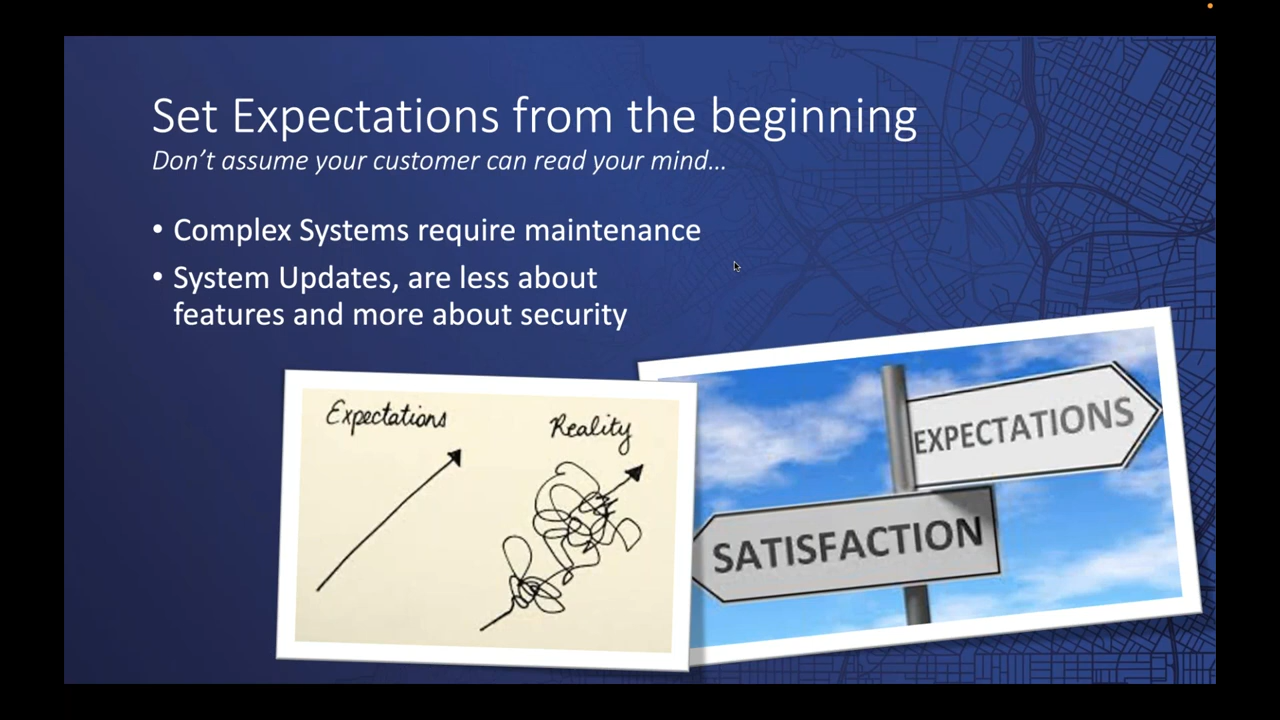 Set Expectations from the beginning
Don’t assume your customer can read your mind…
• Complex Systems require maintenance
• System Updates, are less about
features and more about security
Expectations
Reality
EXPECTATIONS
SATISFACTION